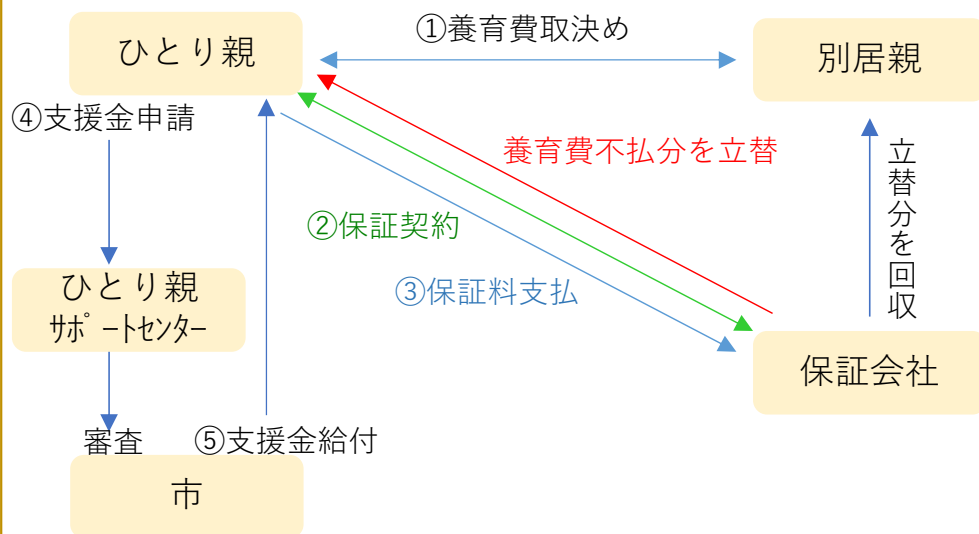 ①養育費取決め
ひとり親
別居親
④支援金申請
養育費不払分を立替
立替分を回収
②保証契約
③保証料支払
ひとり親
ｻﾎﾟｰﾄｾﾝﾀｰ
保証会社
審査
⑤支援金給付
市